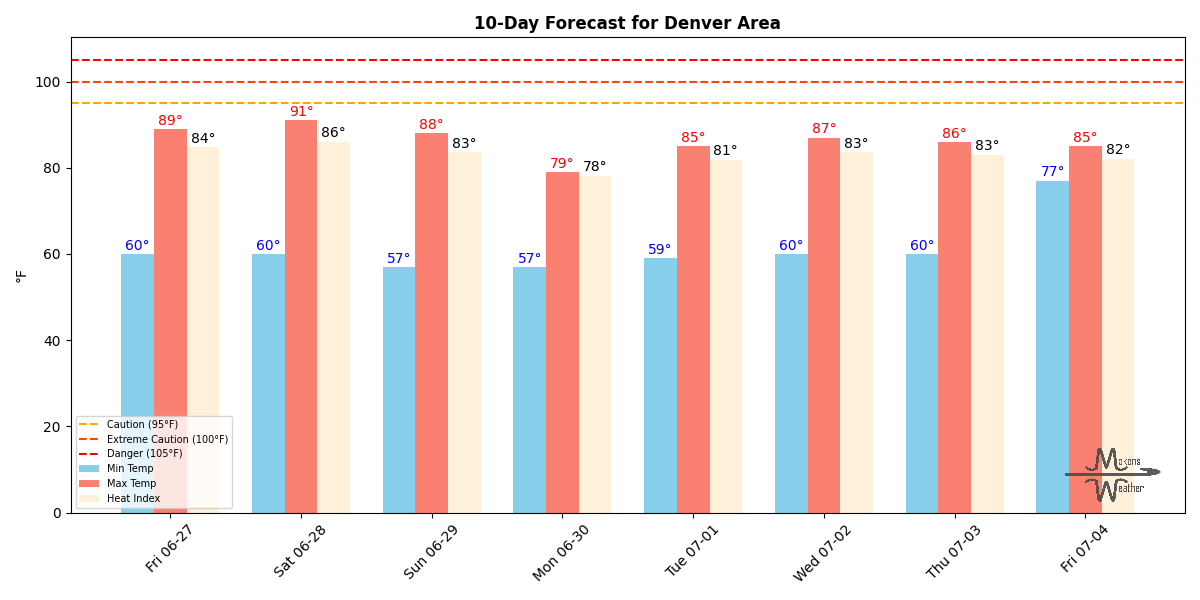 10-Day Forecast for Denver Area
°F
100
80
60
40
20
0
60° 89° 84°
60° 91° 86°
57° 88° 83°
57° 79° 78°
59° 85° 81°
60° 87° 83°
60° 86° 83°
77° 85° 82°
Caution (95°F)
Extreme Caution (100°F)
Danger (105°F)
Min Temp
Max Temp
Heat Index
Fri 06-27
Sat 06-28
Sun 06-29
Mon 06-30
Tue 07-01
Wed 07-02
Thu 07-03
Fri 07-04
akens
eather